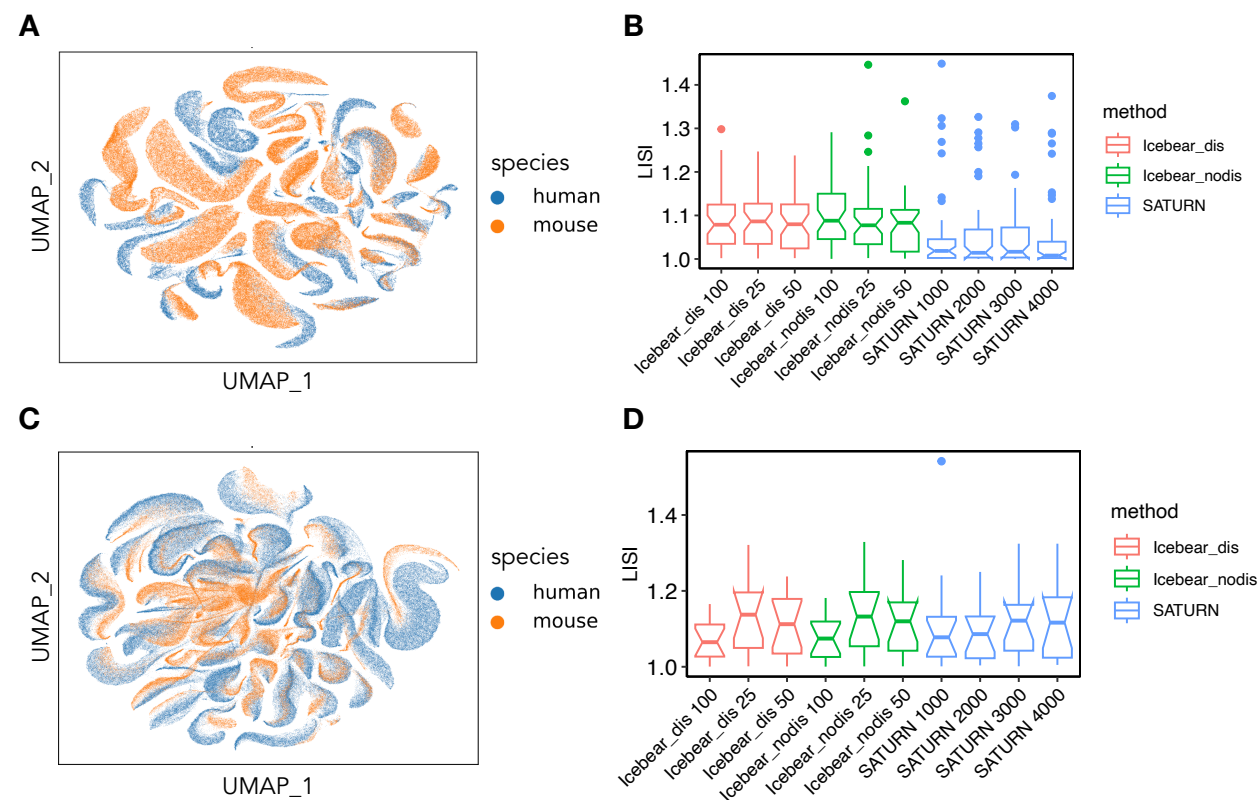 A
UMAP_2
UMAP_1
species
human
mouse
B
LISI
1.4
1.3
1.2
1.1
1.0
Icebear_dis 100
Icebear_dis 25
Icebear_dis 50
Icebear_nodis 100
Icebear_nodis 25
Icebear_nodis 50
SATURN 1000
SATURN 2000
SATURN 3000
SATURN 4000
method
Icebear_dis
Icebear_nodis
SATURN
C
UMAP_2
UMAP_1
species
human
mouse
D
LISI
1.4
1.2
1.0
Icebear_dis 100
Icebear_dis 25
Icebear_dis 50
Icebear_nodis 100
Icebear_nodis 25
Icebear_nodis 50
SATURN 1000
SATURN 2000
SATURN 3000
SATURN 4000
method
Icebear_dis
Icebear_nodis
SATURN